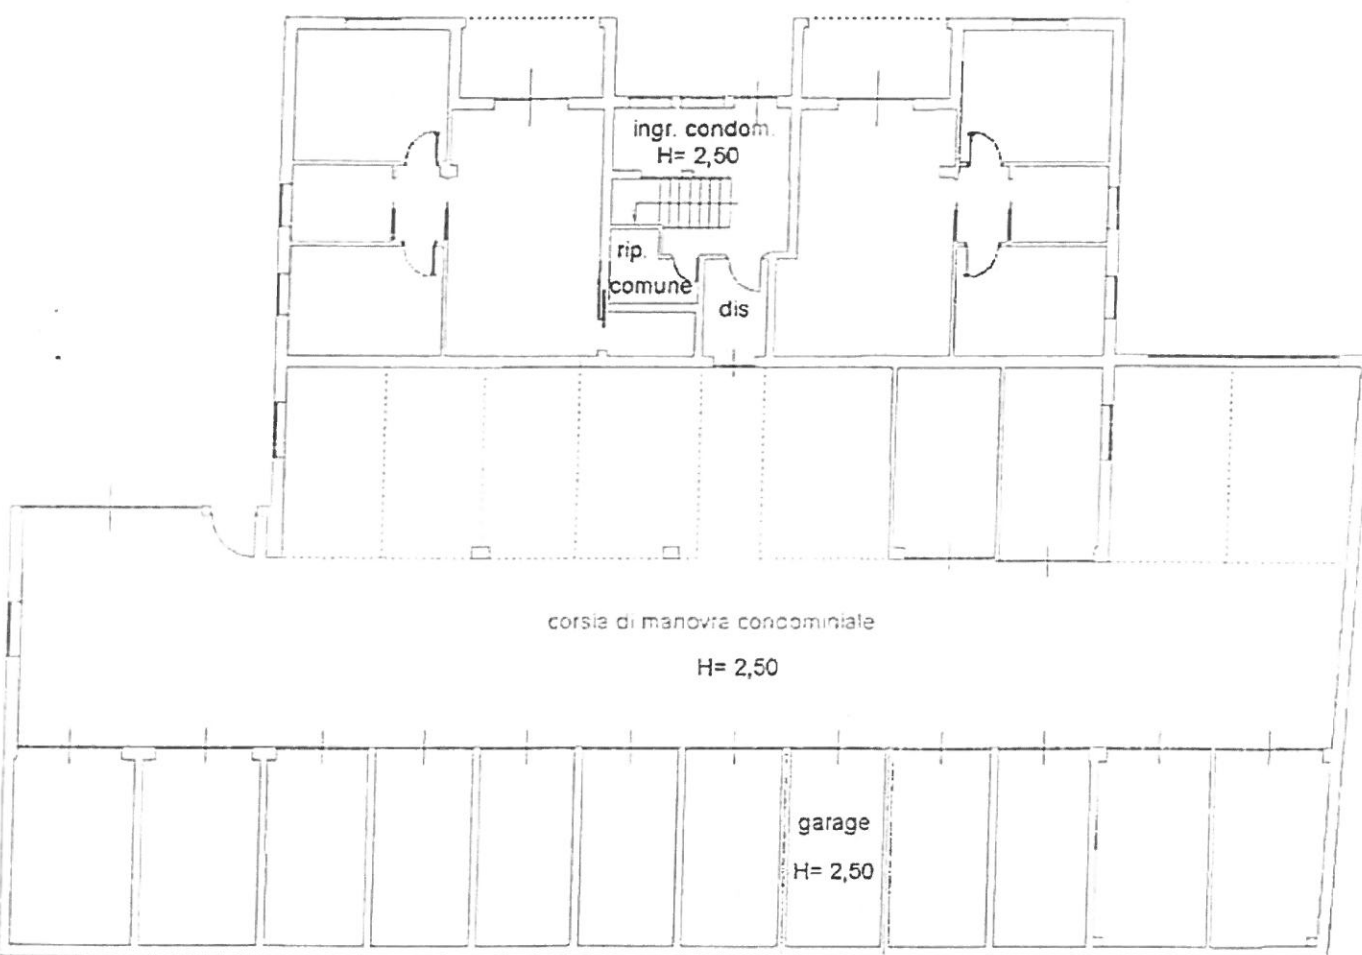 ingr. condom.
H= 2,50
rip.
comune
dis
corsia di manovra condominiale
H= 2,50
garage
H= 2,50